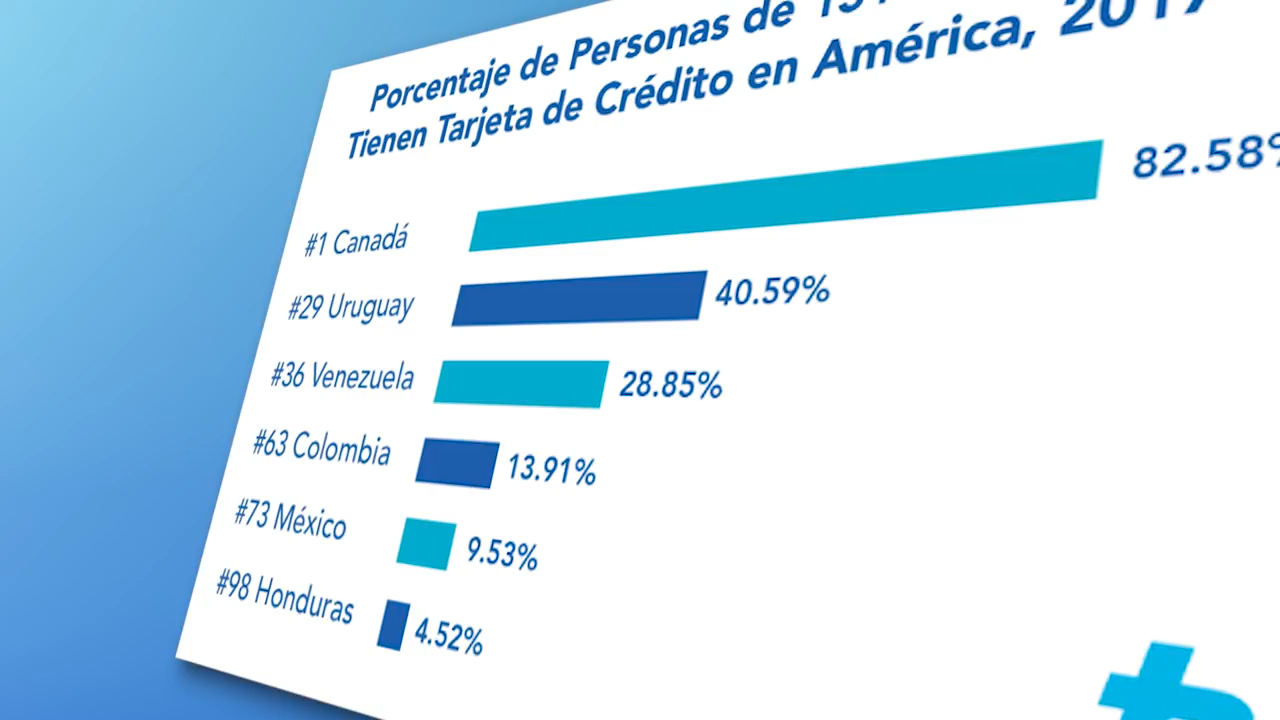 Porcentaje de Personas de
Tienen Tarjeta de Crédito en América, 2017
#1 Canadá 82.58%
#29 Uruguay 40.59%
#36 Venezuela 28.85%
#63 Colombia 13.91%
#73 México 9.53%
#98 Honduras 4.52%